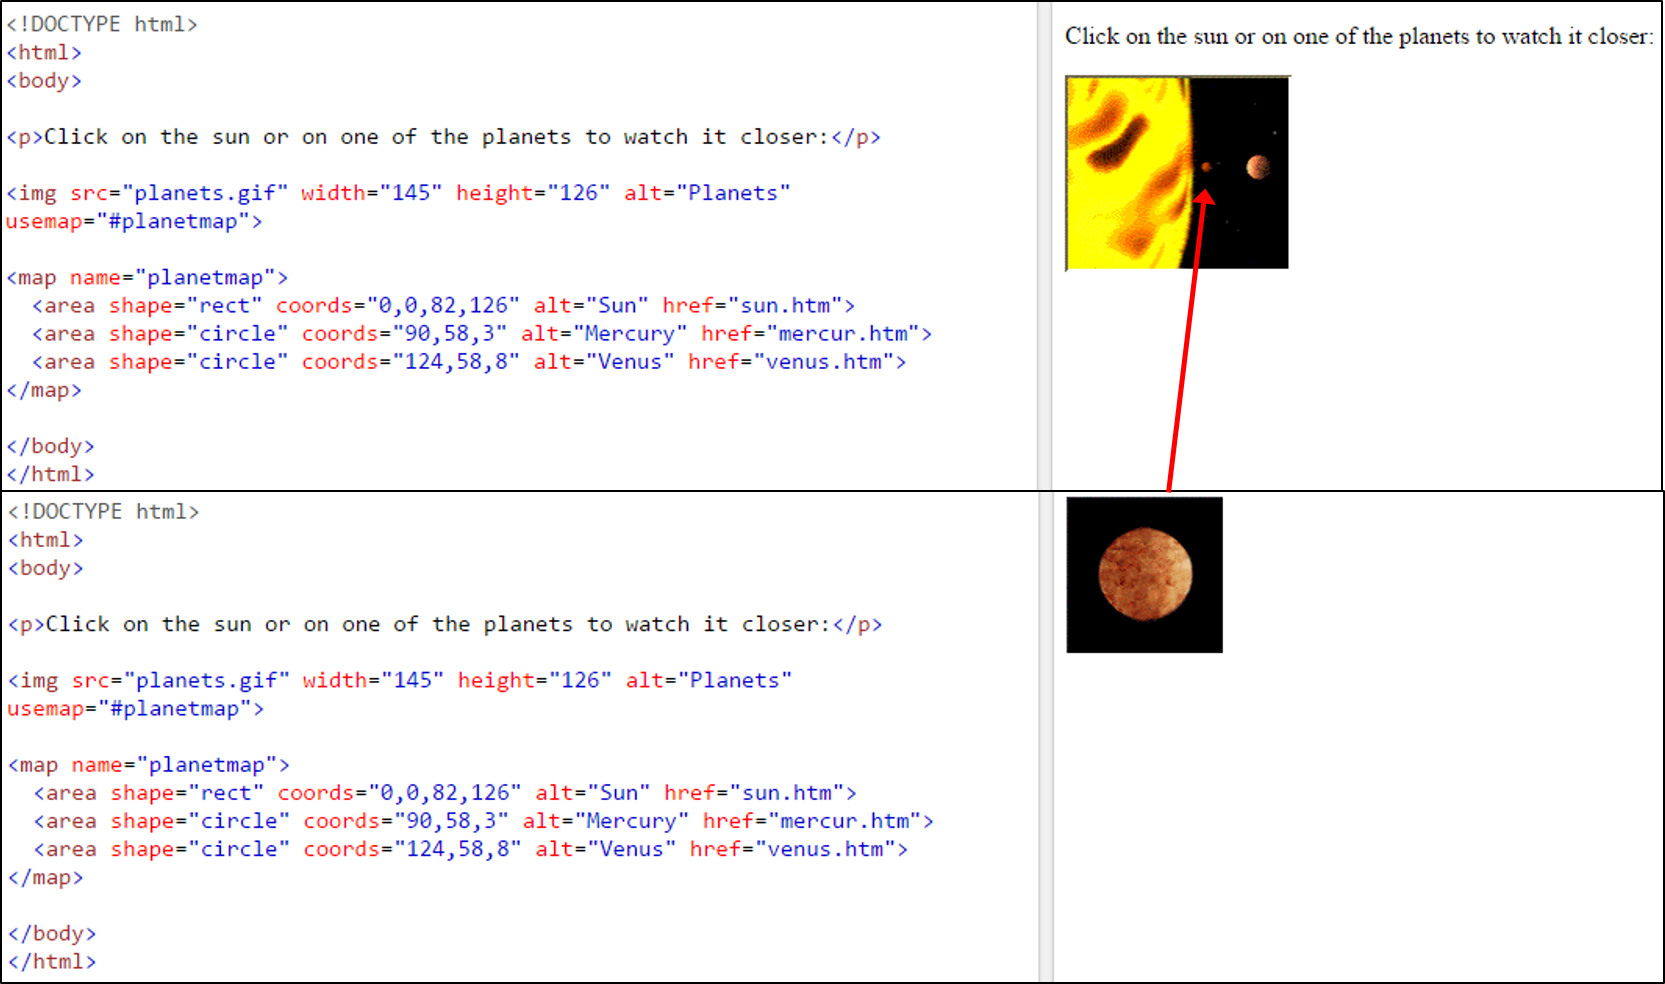 <!DOCTYPE html>
<html>
<body>
<p>Click on the sun or on one of the planets to watch it closer:</p>
<img src="planets.gif" width="145" height="126" alt="Planets"
usemap="#planetmap">
<map name="planetmap">
<area shape="rect" coords="0,0,82,126" alt="Sun" href="sun.htm">
<area shape="circle" coords="90,58,3" alt="Mercury" href="mercur.htm">
<area shape="circle" coords="124,58,8" alt="Venus" href="venus.htm">
</map>
</body>
</html>
Click on the sun or on one of the planets to watch it closer:
<!DOCTYPE html>
<html>
<body>
<p>Click on the sun or on one of the planets to watch it closer:</p>
<img src="planets.gif" width="145" height="126" alt="Planets"
usemap="#planetmap">
<map name="planetmap">
<area shape="rect" coords="0,0,82,126" alt="Sun" href="sun.htm">
<area shape="circle" coords="90,58,3" alt="Mercury" href="mercur.htm">
<area shape="circle" coords="124,58,8" alt="Venus" href="venus.htm">
</map>
</body>
</html>